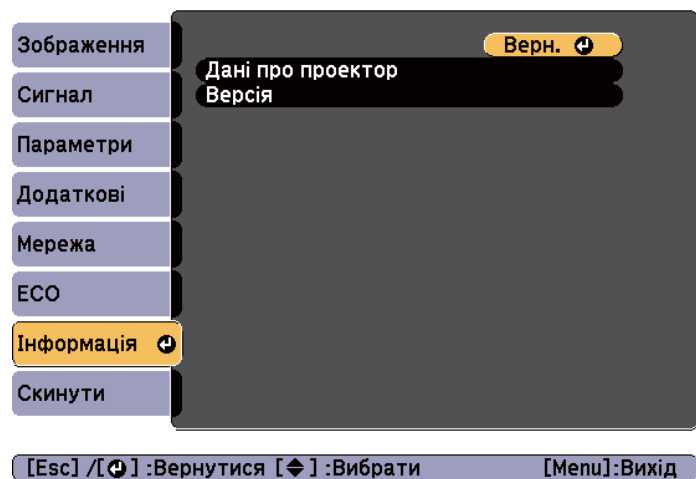 Зображення
Сигнал
Параметри
Додаткові
Мережа
ECO
Інформація
Скинути
Верн.
Дані про проектор
Версія
[Esc] /[⏎] :Вернутися [◆] :Вибрати [Menu]:Вихід